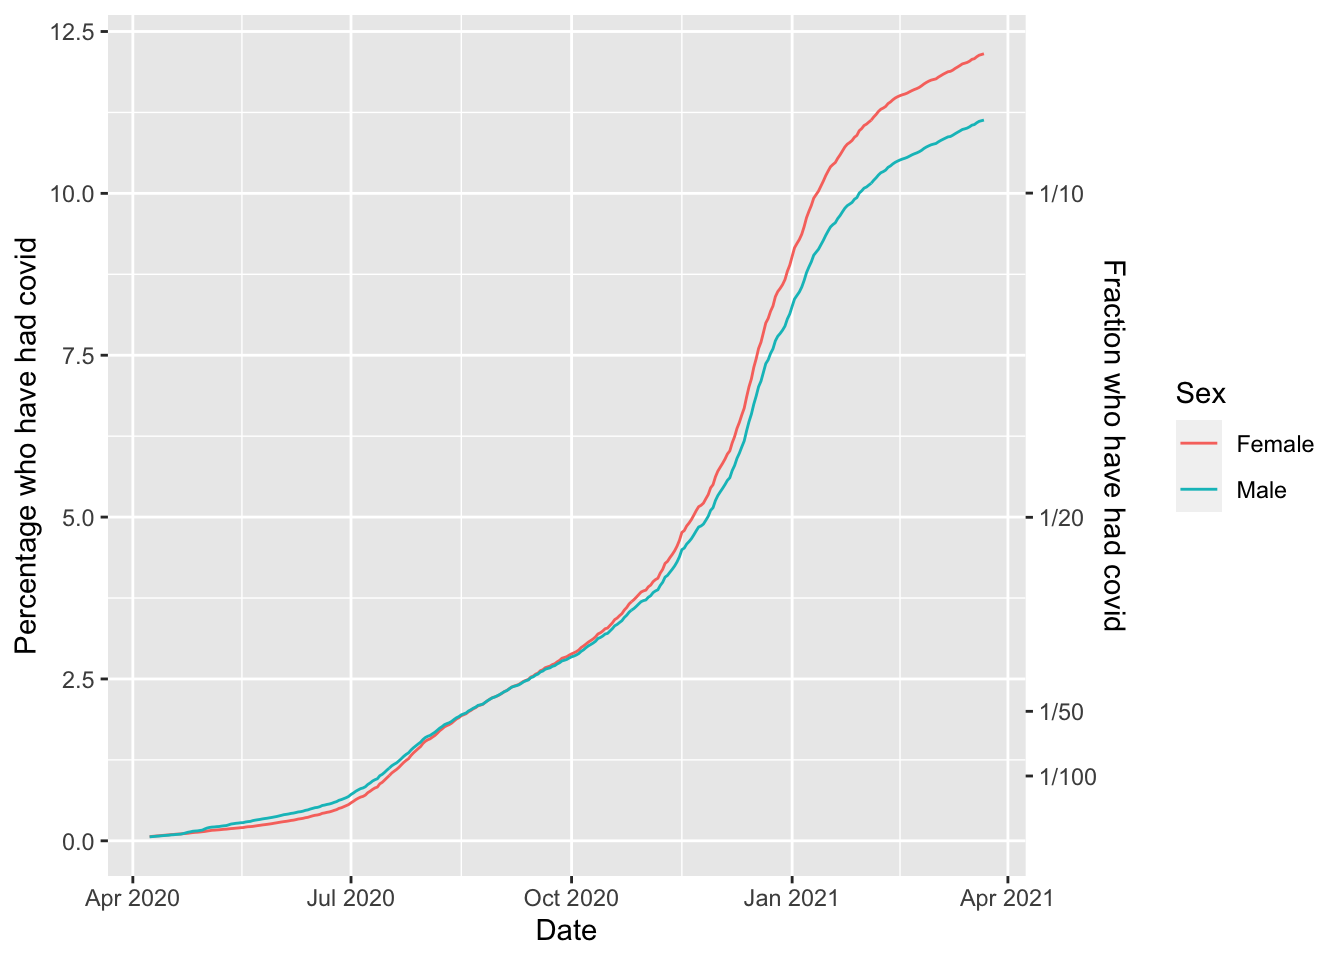 Percentage who have had covid
12.5
10.0
7.5
5.0
2.5
0.0
Apr 2020
Jul 2020
Oct 2020
Jan 2021
Apr 2021
Date
1/10
1/20
1/50
1/100
Fraction who have had covid
Sex
Female
Male